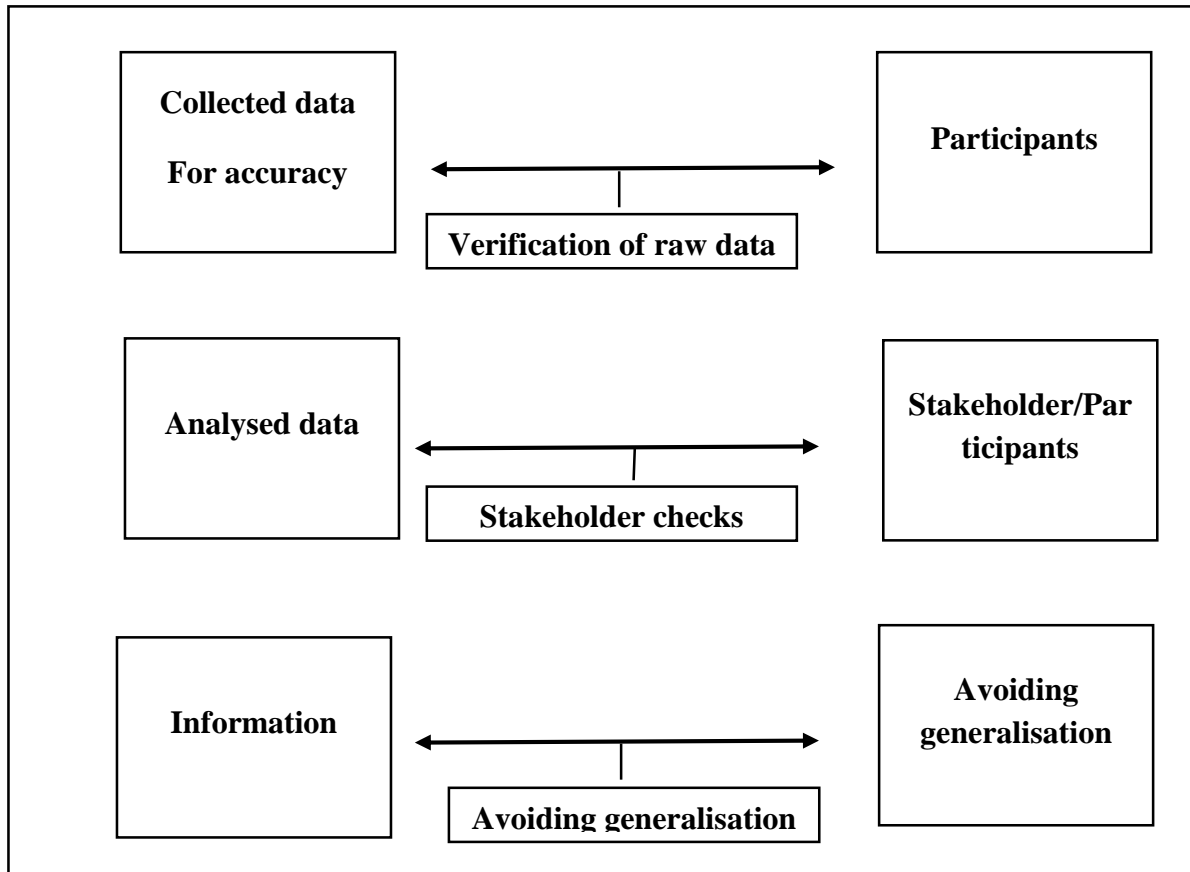 Collected data
For accuracy
Participants
Verification of raw data
Analysed data
Stakeholder/Par
ticipants
Stakeholder checks
Information
Avoiding
generalisation
Avoiding generalisation